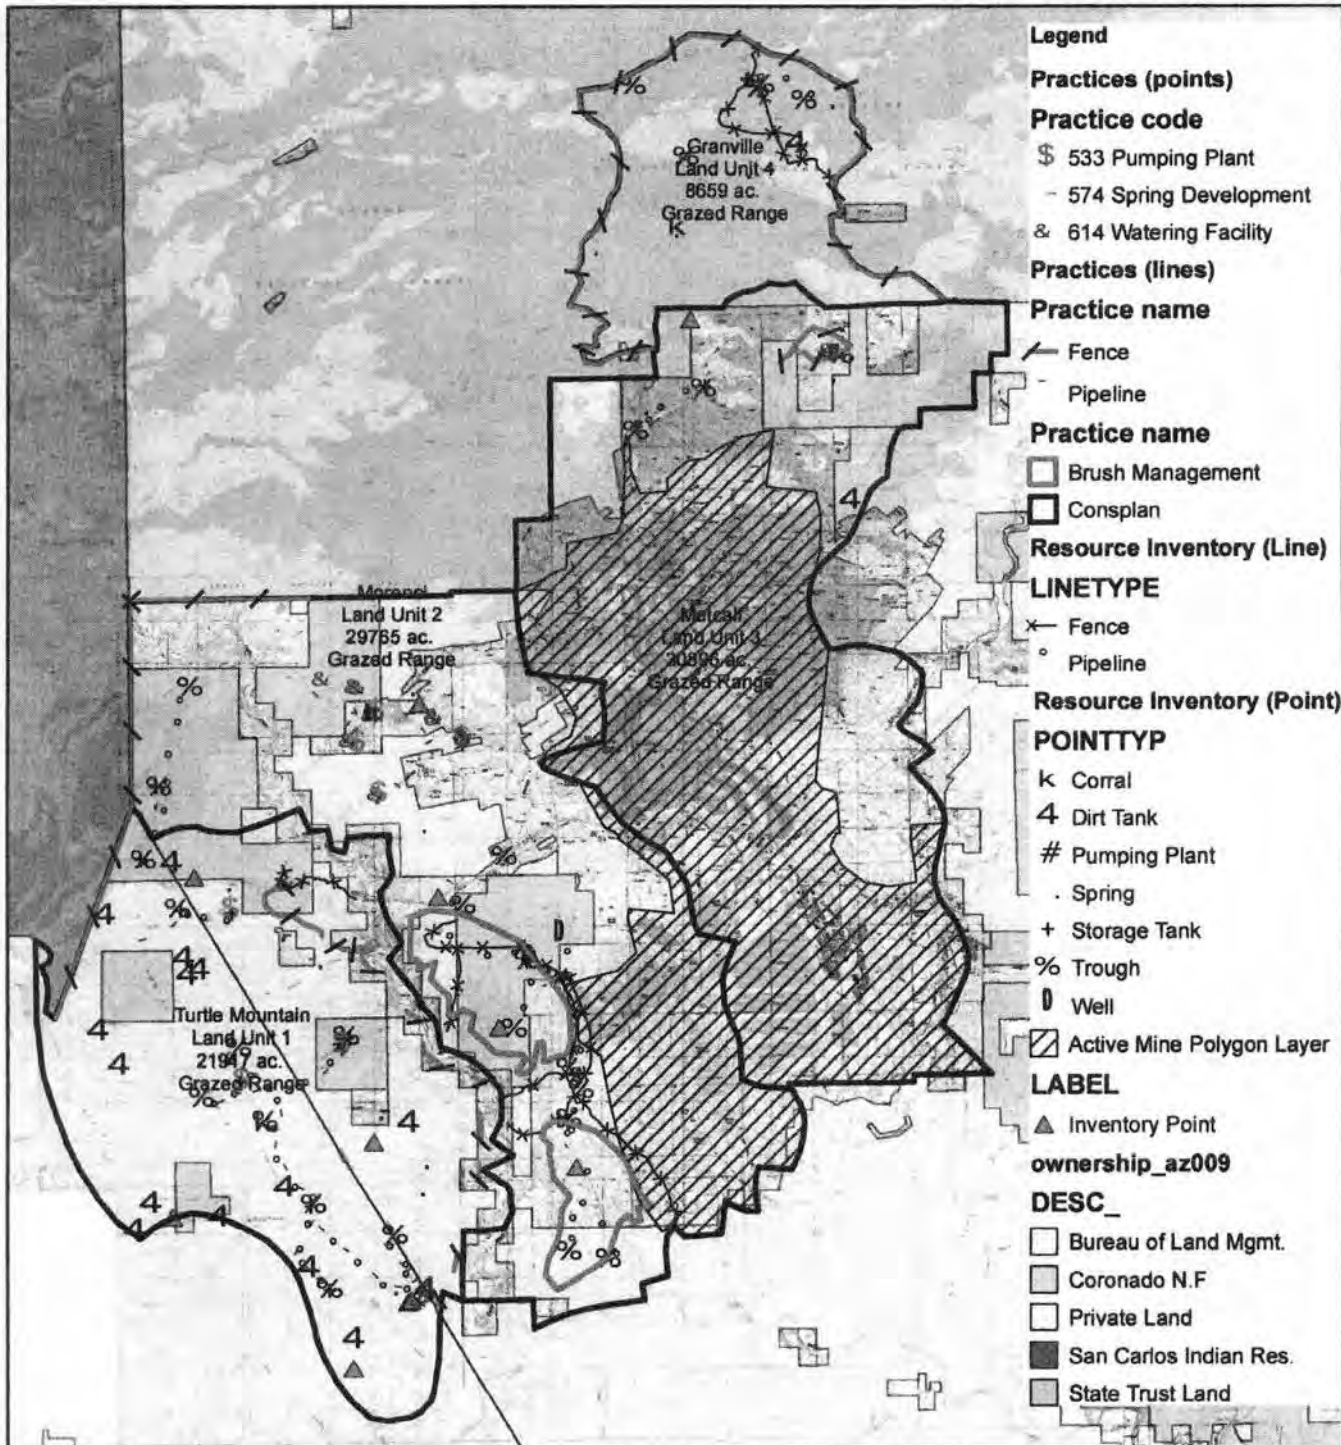 Legend
Practices (points)
Practice code
$ 533 Pumping Plant
- 574 Spring Development
& 614 Watering Facility
Practices (lines)
Practice name
Fence
Pipeline
Practice name
Brush Management
Consplan
Resource Inventory (Line)
LINETYPE
Fence
Pipeline
Resource Inventory (Point)
POINTTYP
k Corral
4 Dirt Tank
# Pumping Plant
. Spring
+ Storage Tank
% Trough
D Well
Active Mine Polygon Layer
LABEL
Inventory Point
ownership_az009
DESC_
Bureau of Land Mgmt.
Coronado N.F
Private Land
San Carlos Indian Res.
State Trust Land
Granville
Land Unit 4
8659 ac.
Grazed Range
Morenci
Land Unit 2
29765 ac.
Grazed Range
Metcalf
Land Unit 3
ac.
Grazed Range
Turtle Mountain
Land Unit 1
ac.
Grazed Range